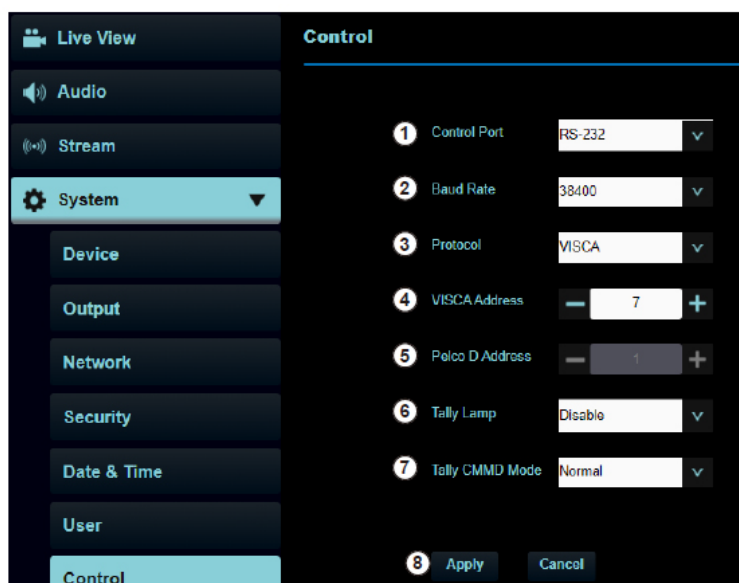 Live View
Audio
Stream
System
Device
Output
Network
Security
Date & Time
User
Control
Control
1 Control Port RS-232
2 Baud Rate 38400
3 Protocol VISCA
4 VISCA Address 7
5 Pelco D Address 1
6 Tally Lamp Disable
7 Tally CMMD Mode Normal
8 Apply Cancel